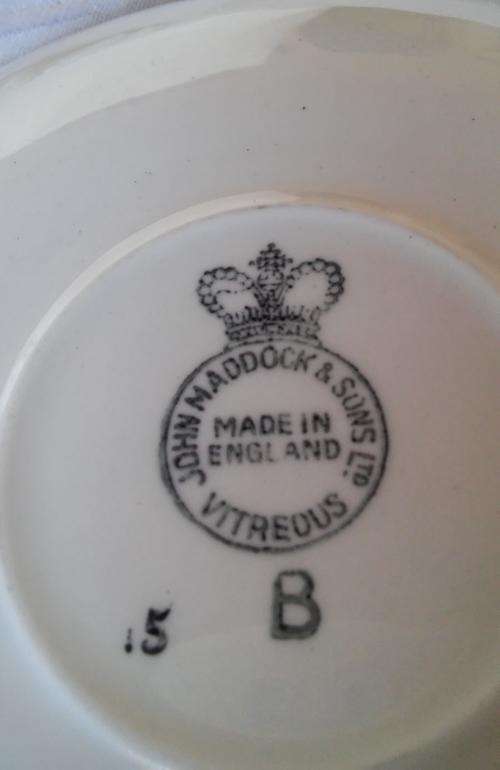 JOHN MADDOCK & SONS LTD.
MADE IN
ENGLAND
VITREOUS
B